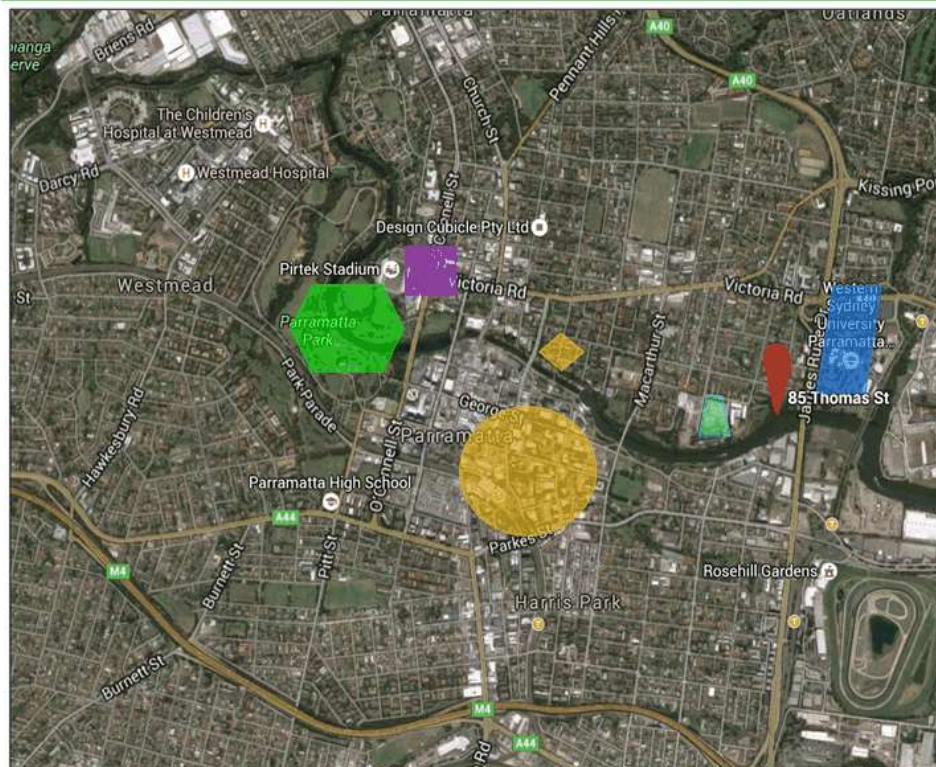 Parramatta
Oatlands
Briens Rd
A40
Pennant Hills
Church St
A40
The Children's
Hospital at Westmead
Darcy Rd
Westmead Hospital
Kissing Po
Design Cubicle Pty Ltd
Pirtek Stadium
Westmead
St
Victoria Rd
Victoria Rd
Western
Sydney
University
Parramatta...
Parramatta
Park
Macarthur St
Park Parade
85 Thomas St
George St
Parramatta
O'Connell St
Hawkesbury Rd
Parramatta High School
A44
Parkes St
Pitt St
M4
Burnett St
Rosehill Gardens
Harris Park
Burnett St
M4
A44
Rd